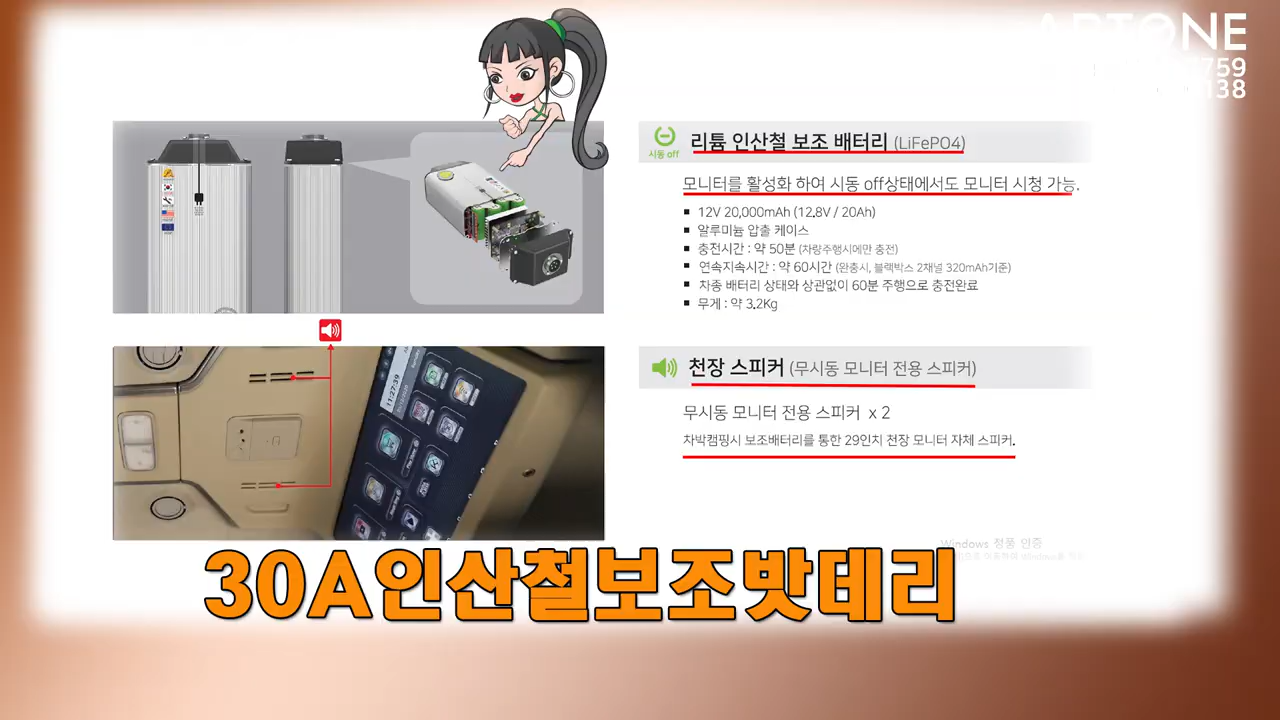 ARTONE
759
138
시동 off
리튬 인산철 보조 배터리 (LiFePO4)
모니터를 활성화 하여 시동 off상태에서도 모니터 시청 가능.
12V 20,000mAh (12.8V / 20Ah)
알루미늄 압출 케이스
충전시간 : 약 50분 (차량주행시에만 충전)
연속지속시간 : 약 60시간 (완충시, 블랙박스 2채널 320mAh기준)
차종 배터리 상태와 상관없이 60분 주행으로 충전완료
무게 : 약 3.2Kg
11:27:39
천장 스피커 (무시동 모니터 전용 스피커)
무시동 모니터 전용 스피커 x 2
차박캠핑시 보조배터리를 통한 29인치 천장 모니터 자체 스피커.
Windows 정품 인증
30A인산철보조밧데리